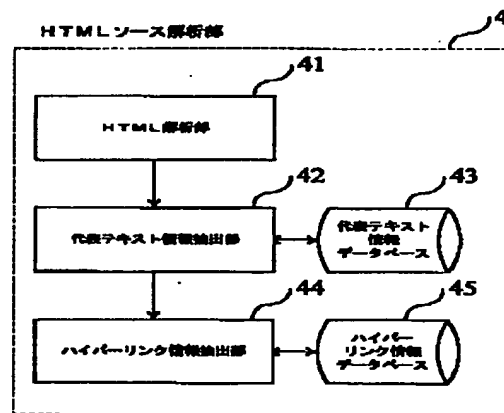 HTMLソース解析部
4
41
HTML解析部
42
43
代表テキスト情報抽出部
代表テキスト
情報
データベース
44
45
ハイパーリンク情報抽出部
ハイパー
リンク情報
データベース